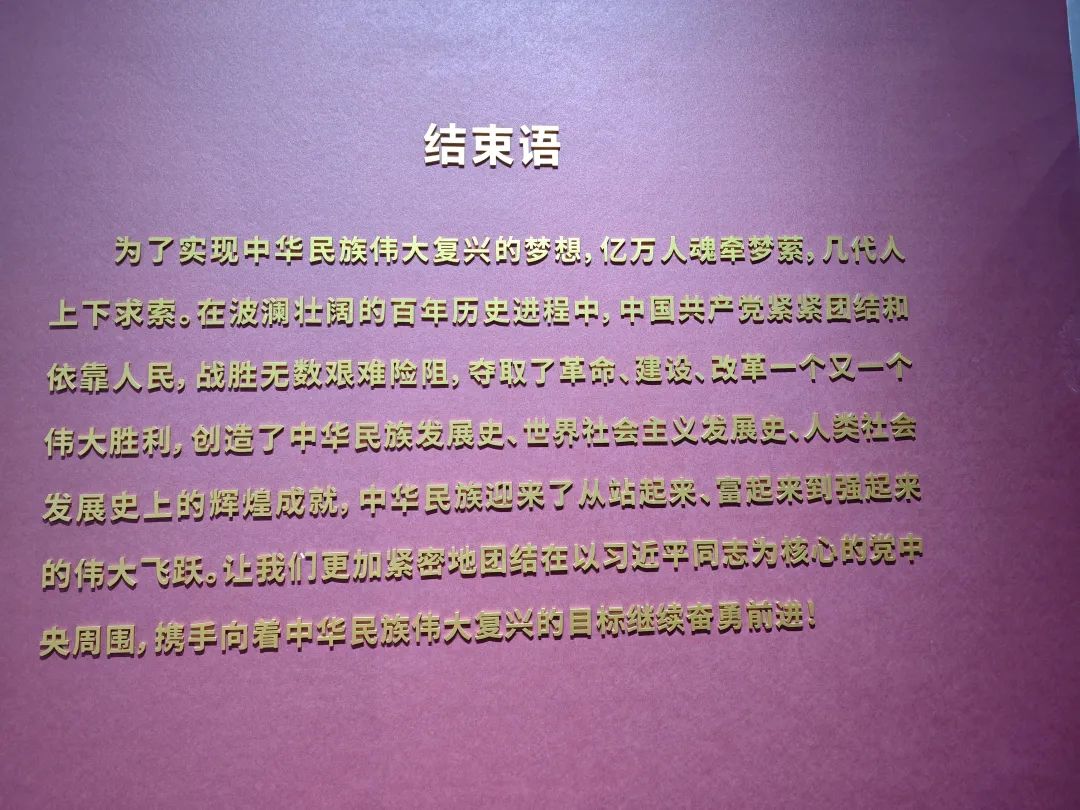 结束语
为了实现中华民族伟大复兴的梦想,亿万人魂牵梦萦,几代人
上下求索。在波澜壮阔的百年历史进程中,中国共产党紧紧团结和
依靠人民,战胜无数艰难险阻,夺取了革命、建设、改革一个又一个
伟大胜利,创造了中华民族发展史、世界社会主义发展史、人类社会
发展史上的辉煌成就,中华民族迎来了从站起来、富起来到强起来
的伟大飞跃。让我们更加紧密地团结在以习近平同志为核心的党中
央周围,携手向着中华民族伟大复兴的目标继续奋勇前进!